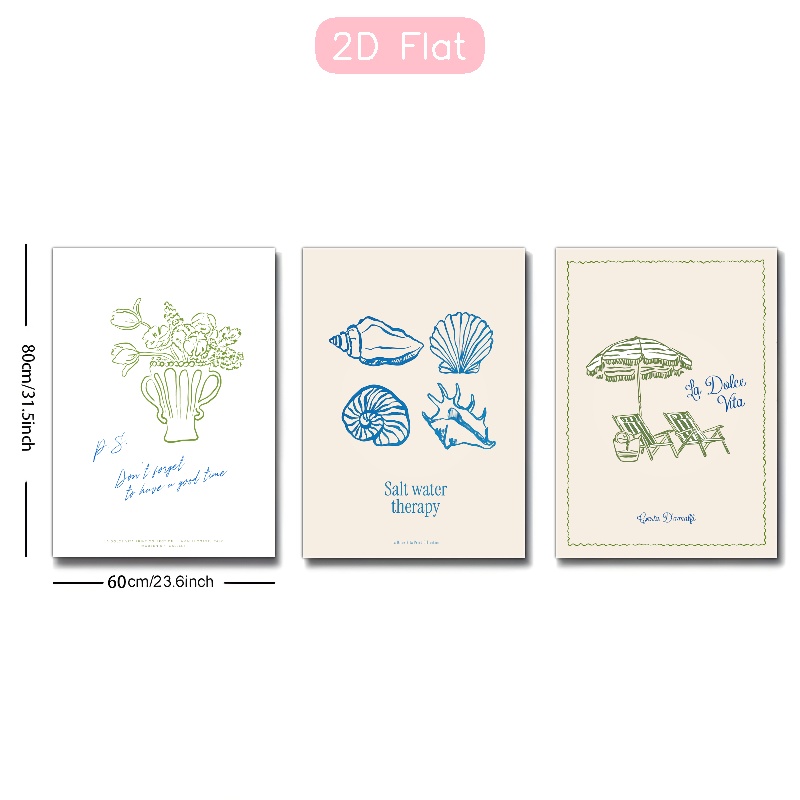 2D Flat
80cm/31.5inch
P.S.
Don't forget
to have a good time
Salt water
therapy
La Dolce
Vita
60cm/23.6inch